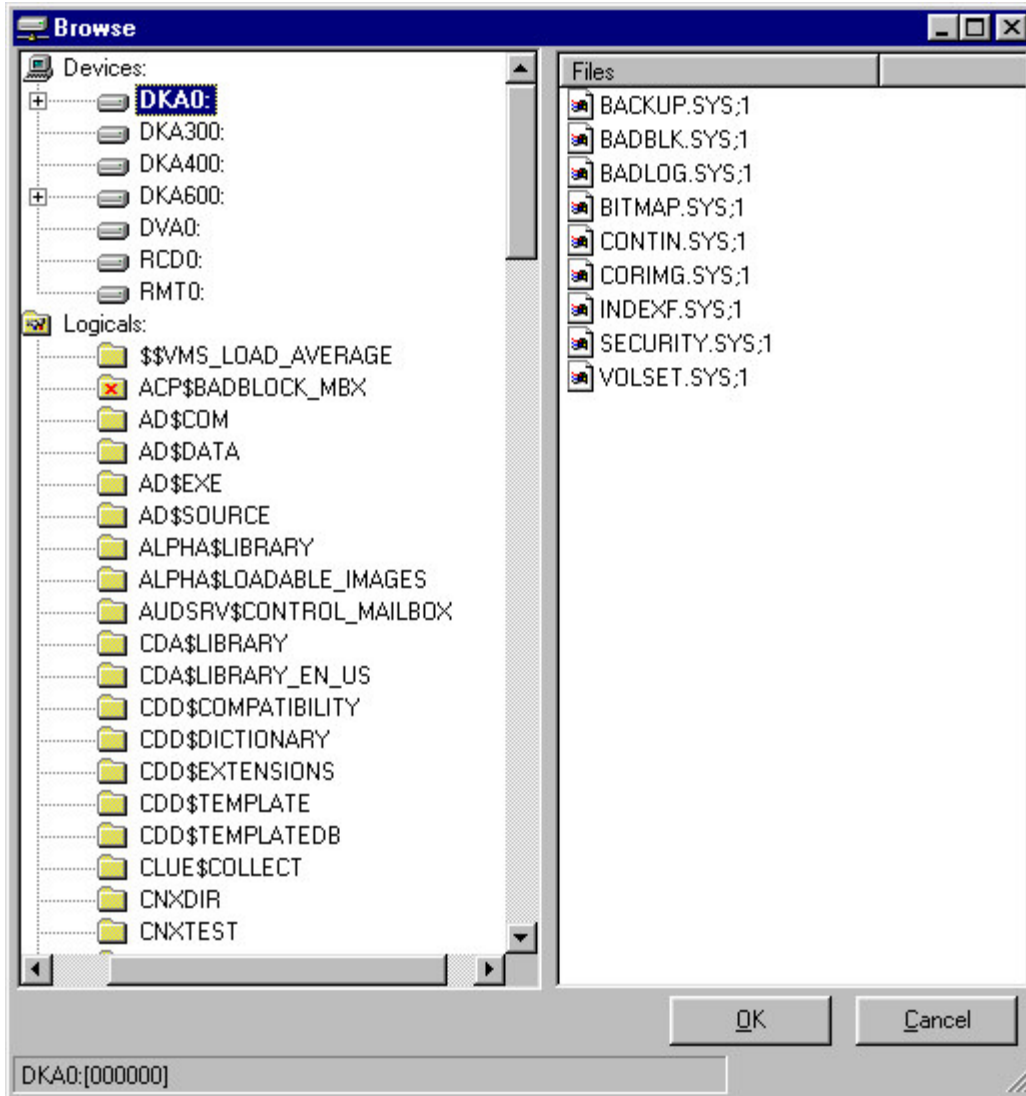 Browse
Devices:
DKA0:
DKA300:
DKA400:
DKA600:
DVA0:
RCD0:
RMT0:
Logicals:
$$VMS_LOAD_AVERAGE
ACP$BADBLOCK_MBX
AD$COM
AD$DATA
AD$EXE
AD$SOURCE
ALPHA$LIBRARY
ALPHA$LOADABLE_IMAGES
AUDSRV$CONTROL_MAILBOX
CDA$LIBRARY
CDA$LIBRARY_EN_US
CDD$COMPATIBILITY
CDD$DICTIONARY
CDD$EXTENSIONS
CDD$TEMPLATE
CDD$TEMPLATEDB
CLUE$COLLECT
CNXDIR
CNXTEST
Files
BACKUP.SYS;1
BADBLK.SYS;1
BADLOG.SYS;1
BITMAP.SYS;1
CONTIN.SYS;1
CORIMG.SYS;1
INDEXF.SYS;1
SECURITY.SYS;1
VOLSET.SYS;1
OK
Cancel
DKA0:[000000]